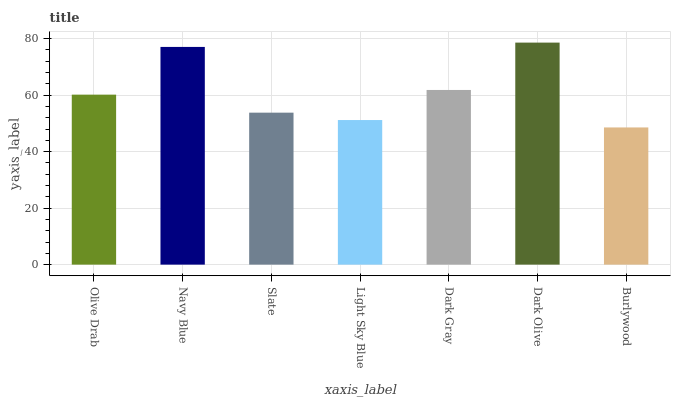 title
80
60
40
20
0
yaxis_label
Olive Drab
Navy Blue
Slate
Light Sky Blue
Dark Gray
Dark Olive
Burlywood
xaxis_label